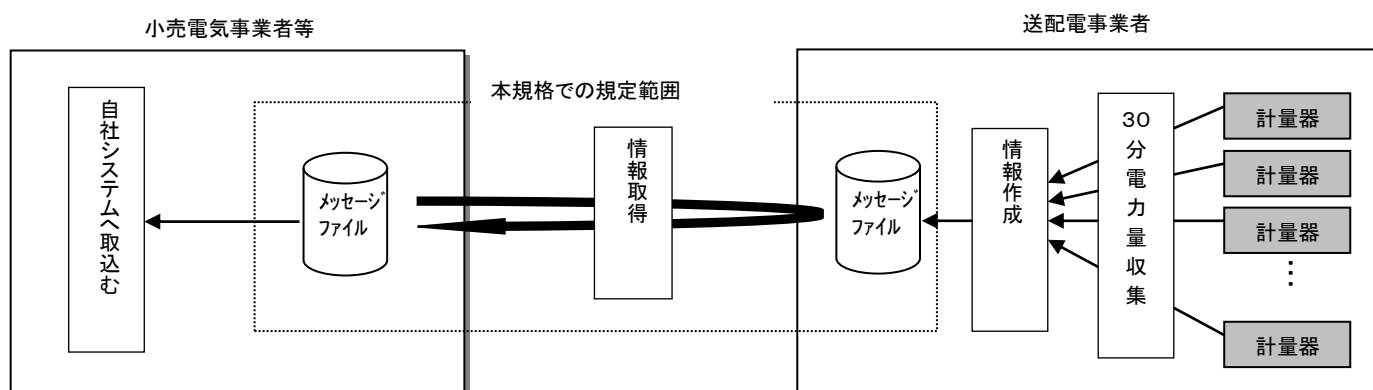 小売電気事業者等
送配電事業者
本規格での規定範囲
自社システムへ取込む
メッセージ
ファイル
情報取得
メッセージ
ファイル
情報作成
30分電力量収集
計量器
計量器
計量器
…
計量器